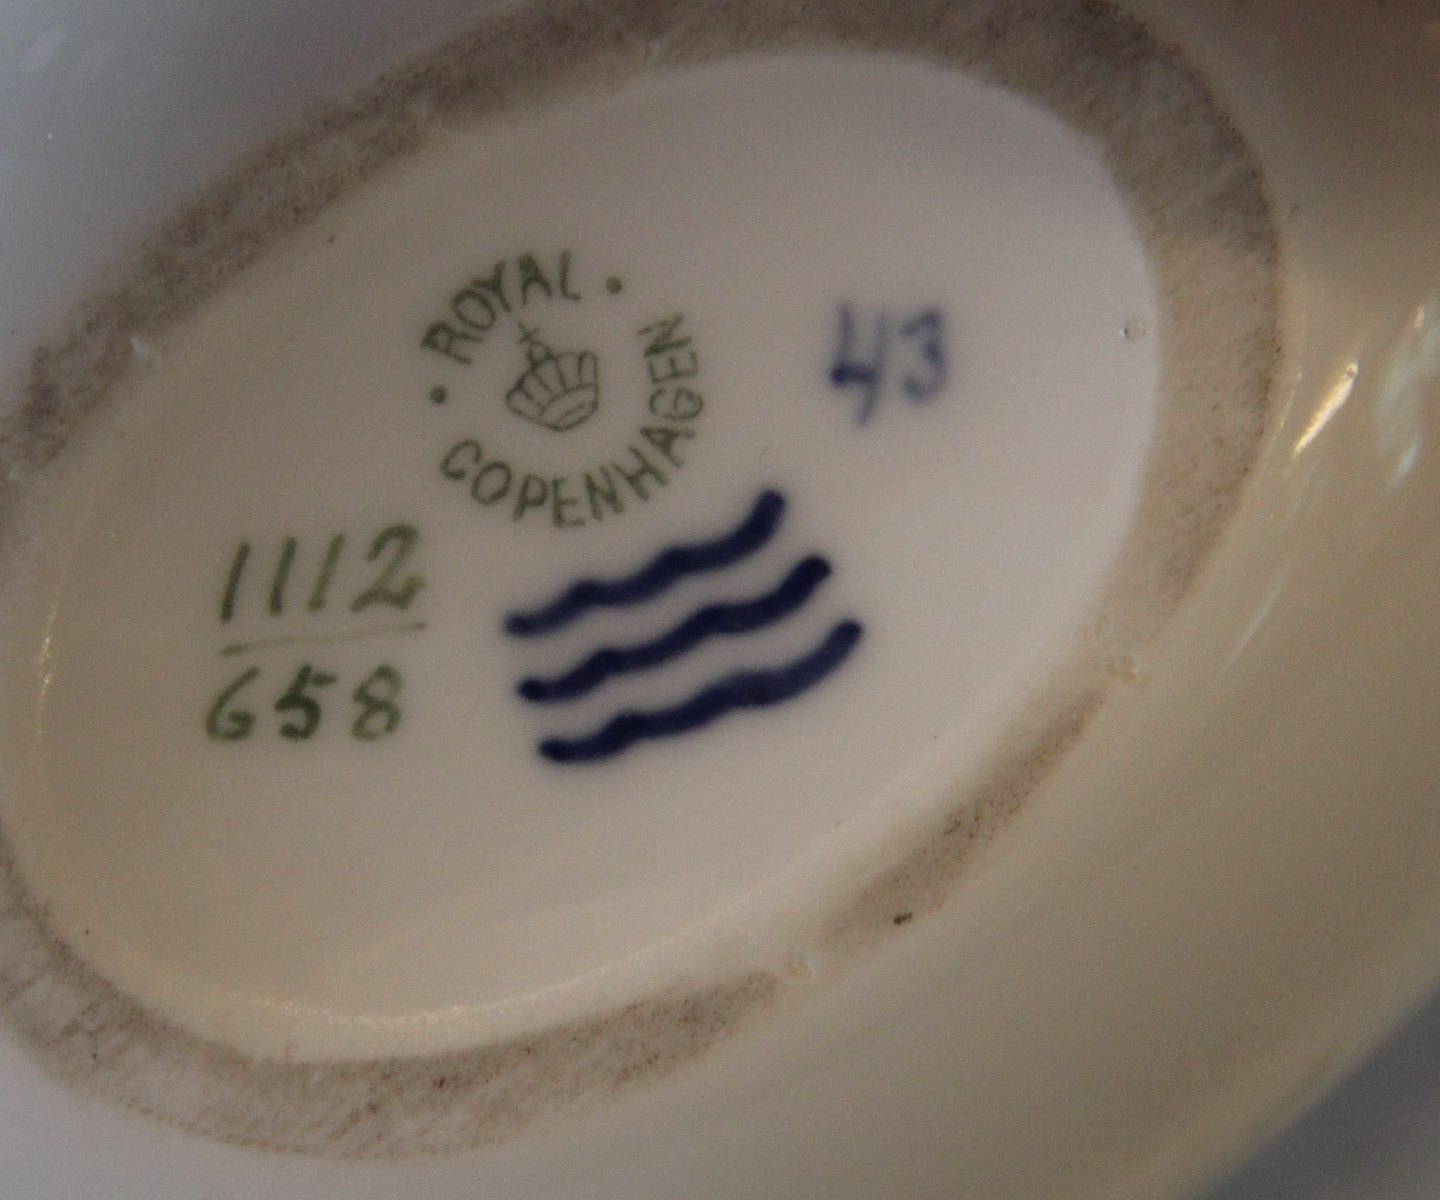 ROYAL
COPENHAGEN
43
1112
658